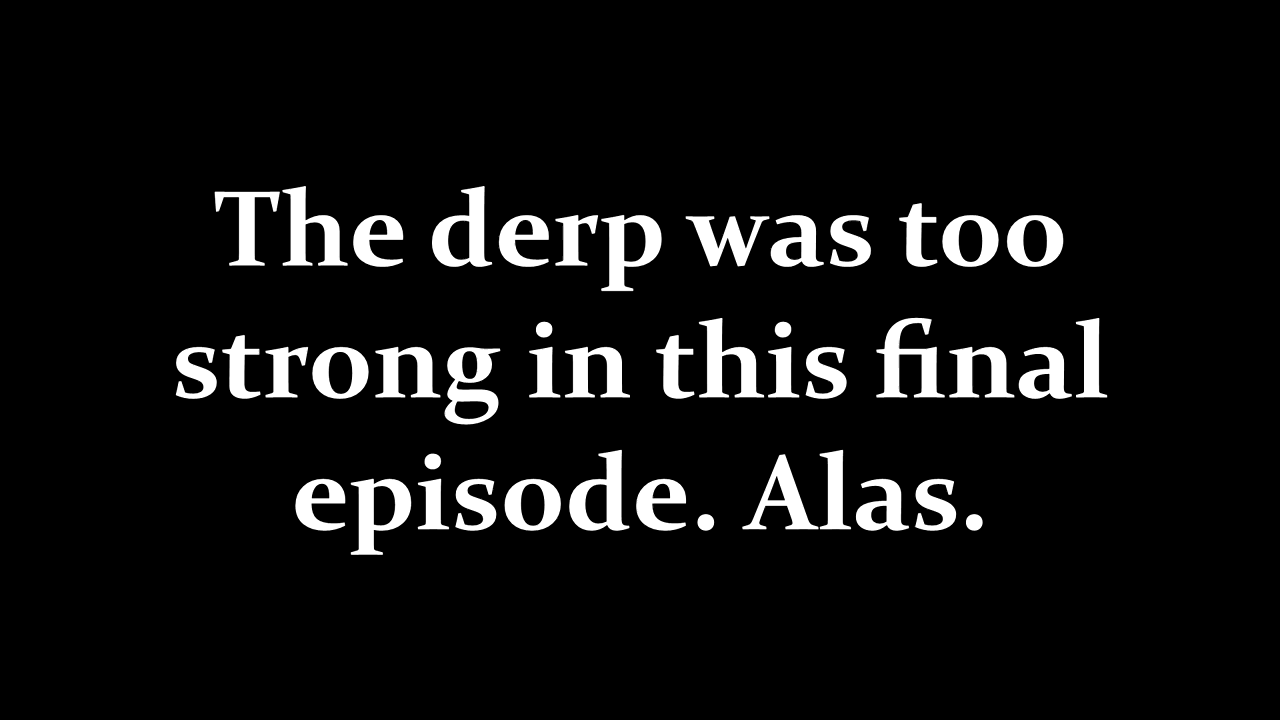 The derp was too
strong in this final
episode. Alas.